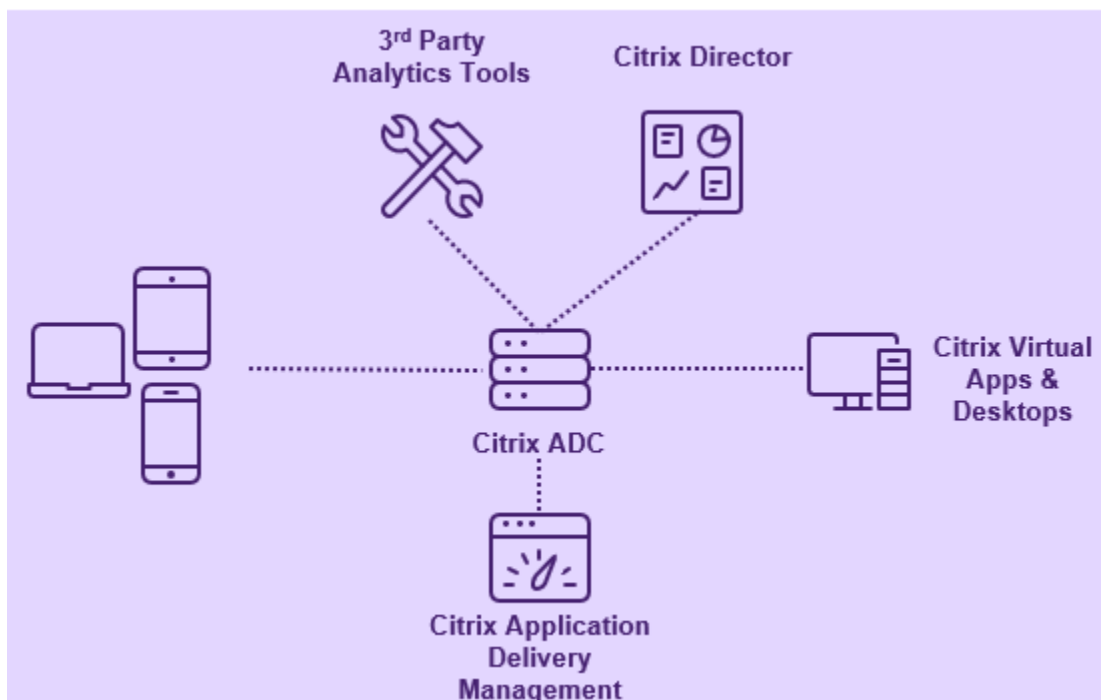 3rd Party
Analytics Tools
Citrix Director
Citrix Virtual
Apps &
Desktops
Citrix ADC
Citrix Application
Delivery
Management